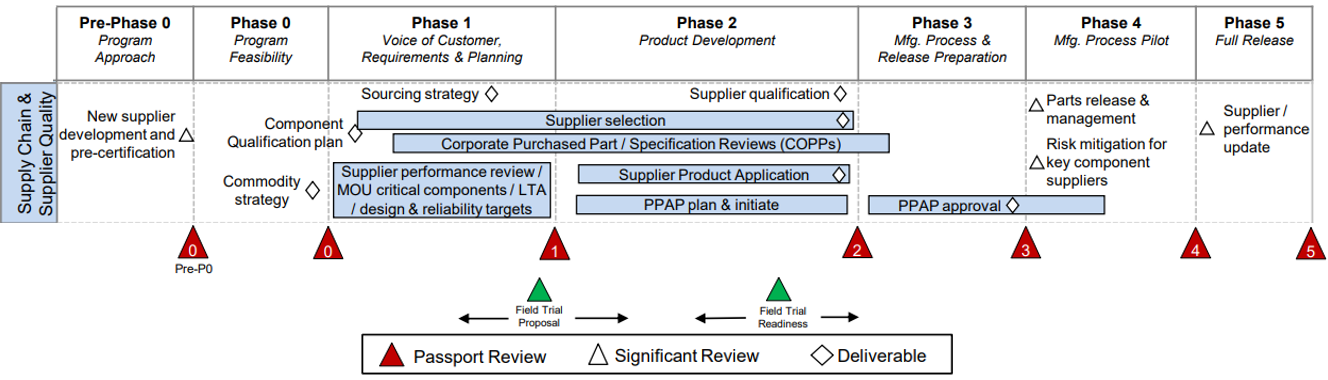 Pre-Phase 0
Program
Approach
Phase 0
Program
Feasibility
Phase 1
Voice of Customer,
Requirements & Planning
Phase 2
Product Development
Phase 3
Mfg. Process &
Release Preparation
Phase 4
Mfg. Process Pilot
Phase 5
Full Release
Supply Chain &
Supplier Quality
New supplier
development and
pre-certification
Component
Qualification plan
Commodity
strategy
Sourcing strategy
Supplier qualification
Supplier selection
Corporate Purchased Part / Specification Reviews (COPPs)
Supplier performance review /
MOU critical components / LTA
/ design & reliability targets
Supplier Product Application
PPAP plan & initiate
PPAP approval
Parts release &
management
Risk mitigation for
key component
suppliers
Supplier /
performance
update
0
Pre-P0
0
1
2
3
4
5
Field Trial
Proposal
Field Trial
Readiness
Passport Review
Significant Review
Deliverable